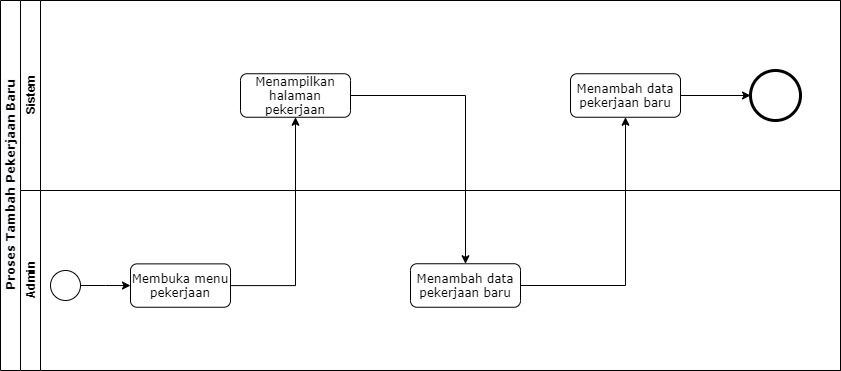 Proses Tambah Pekerjaan Baru
Sistem
Menampilkan
halaman
pekerjaan
Menambah data
pekerjaan baru
Admin
Membuka menu
pekerjaan
Menambah data
pekerjaan baru